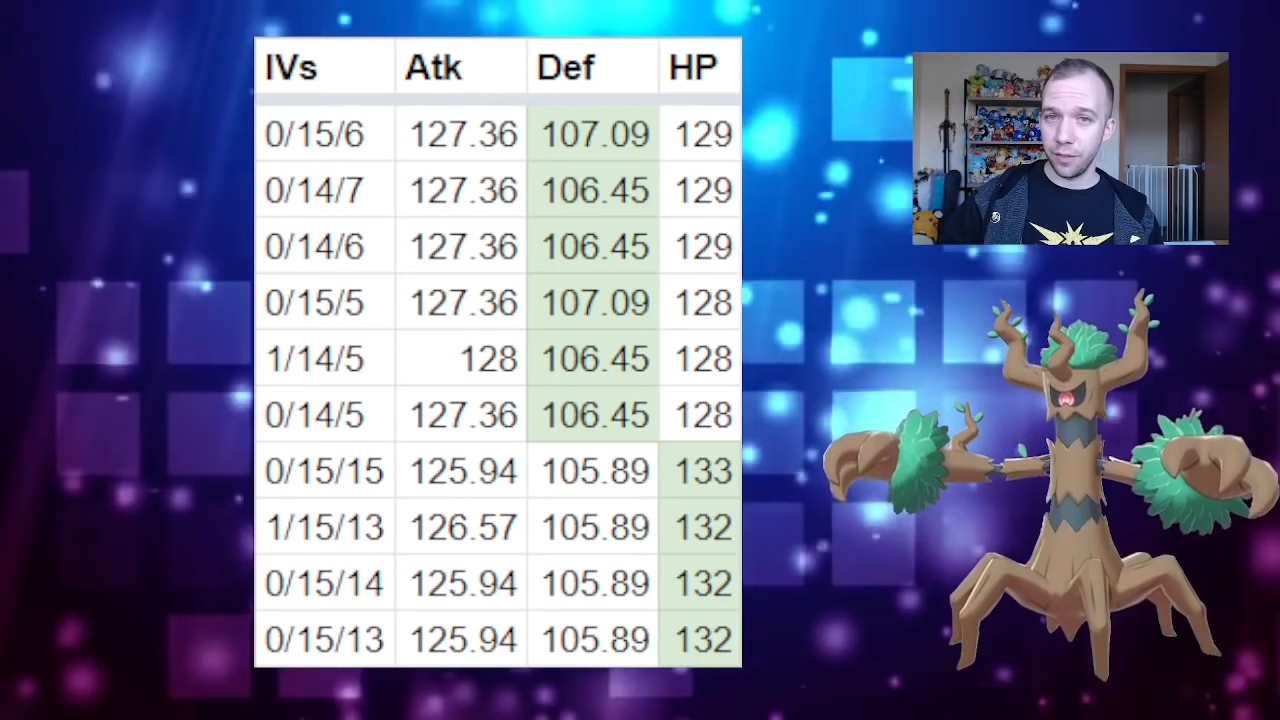 IVs Atk Def HP
0/15/6 127.36 107.09 129
0/14/7 127.36 106.45 129
0/14/6 127.36 106.45 129
0/15/5 127.36 107.09 128
1/14/5 128 106.45 128
0/14/5 127.36 106.45 128
0/15/15 125.94 105.89 133
1/15/13 126.57 105.89 132
0/15/14 125.94 105.89 132
0/15/13 125.94 105.89 132